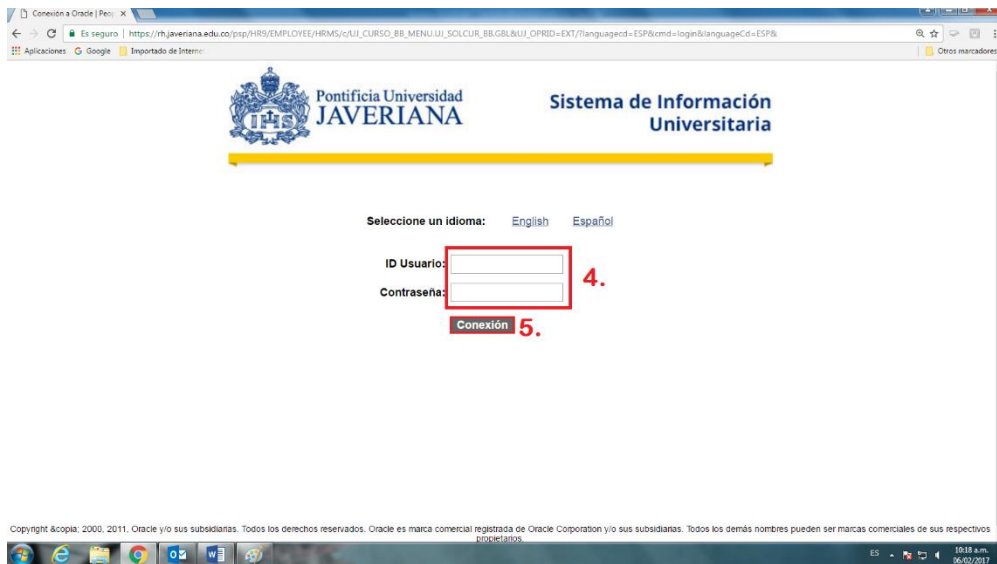 Conexión a Oracle | Peop
Es seguro | https://rh.javeriana.edu.co/psp/HR9/EMPLOYEE/HRMS/c/UJ_CURSO_BB_MENU.UJ_SOLCUR_BB.GBL&UJ_OPRID=EXT/?languagecd=ESP&cmd=login&languageCd=ESP&
Aplicaciones G Google Importado de Interne Otros marcadores
Pontificia Universidad
JAVERIANA
IHS
Sistema de Información
Universitaria
Seleccione un idioma: English Español
ID Usuario:
4.
Contraseña:
Conexión 5.
Copyright &copia; 2000, 2011, Oracle y/o sus subsidiarias. Todos los derechos reservados. Oracle es marca comercial registrada de Oracle Corporation y/o sus subsidiarias. Todos los demás nombres pueden ser marcas comerciales de sus respectivos
propietarios.
ES 10:18 a.m.
06/02/2017